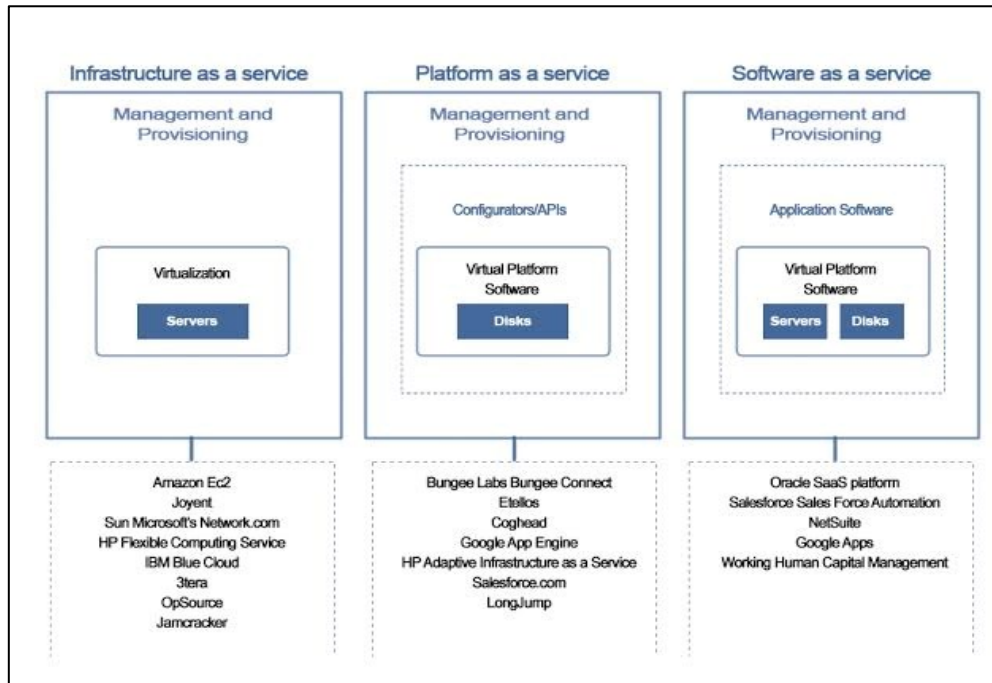 Infrastructure as a service
Management and
Provisioning
Virtualization
Servers
Amazon Ec2
Joyent
Sun Microsoft's Network.com
HP Flexible Computing Service
IBM Blue Cloud
3tera
OpSource
Jamcracker
Platform as a service
Management and
Provisioning
Configurators/APIs
Virtual Platform
Software
Disks
Bungee Labs Bungee Connect
Etellos
Coghead
Google App Engine
HP Adaptive Infrastructure as a Service
Salesforce.com
LongJump
Software as a service
Management and
Provisioning
Application Software
Virtual Platform
Software
Servers
Disks
Oracle SaaS platform
Salesforce Sales Force Automation
NetSuite
Google Apps
Working Human Capital Management